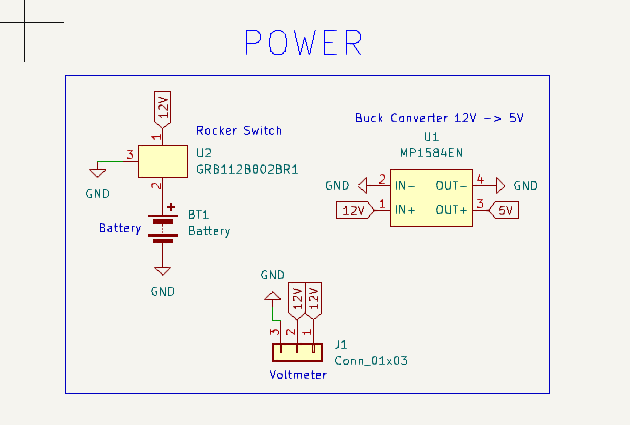 POWER
12V
1
Rocker Switch
3
U2
GRB112B802BR1
GND
2
+
BT1
Battery
Battery
GND
Buck Converter 12V -> 5V
U1
MP1584EN
GND
2
IN-
OUT-
4
GND
12V
1
IN+
OUT+
3
5V
GND
12V
12V
3
2
1
J1
Conn_01x03
Voltmeter